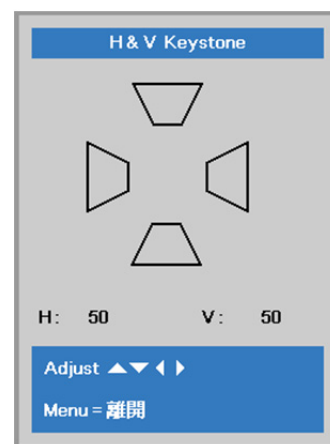 H & V Keystone
H: 50 V: 50
Adjust ▲▼◀▶
Menu = 離開